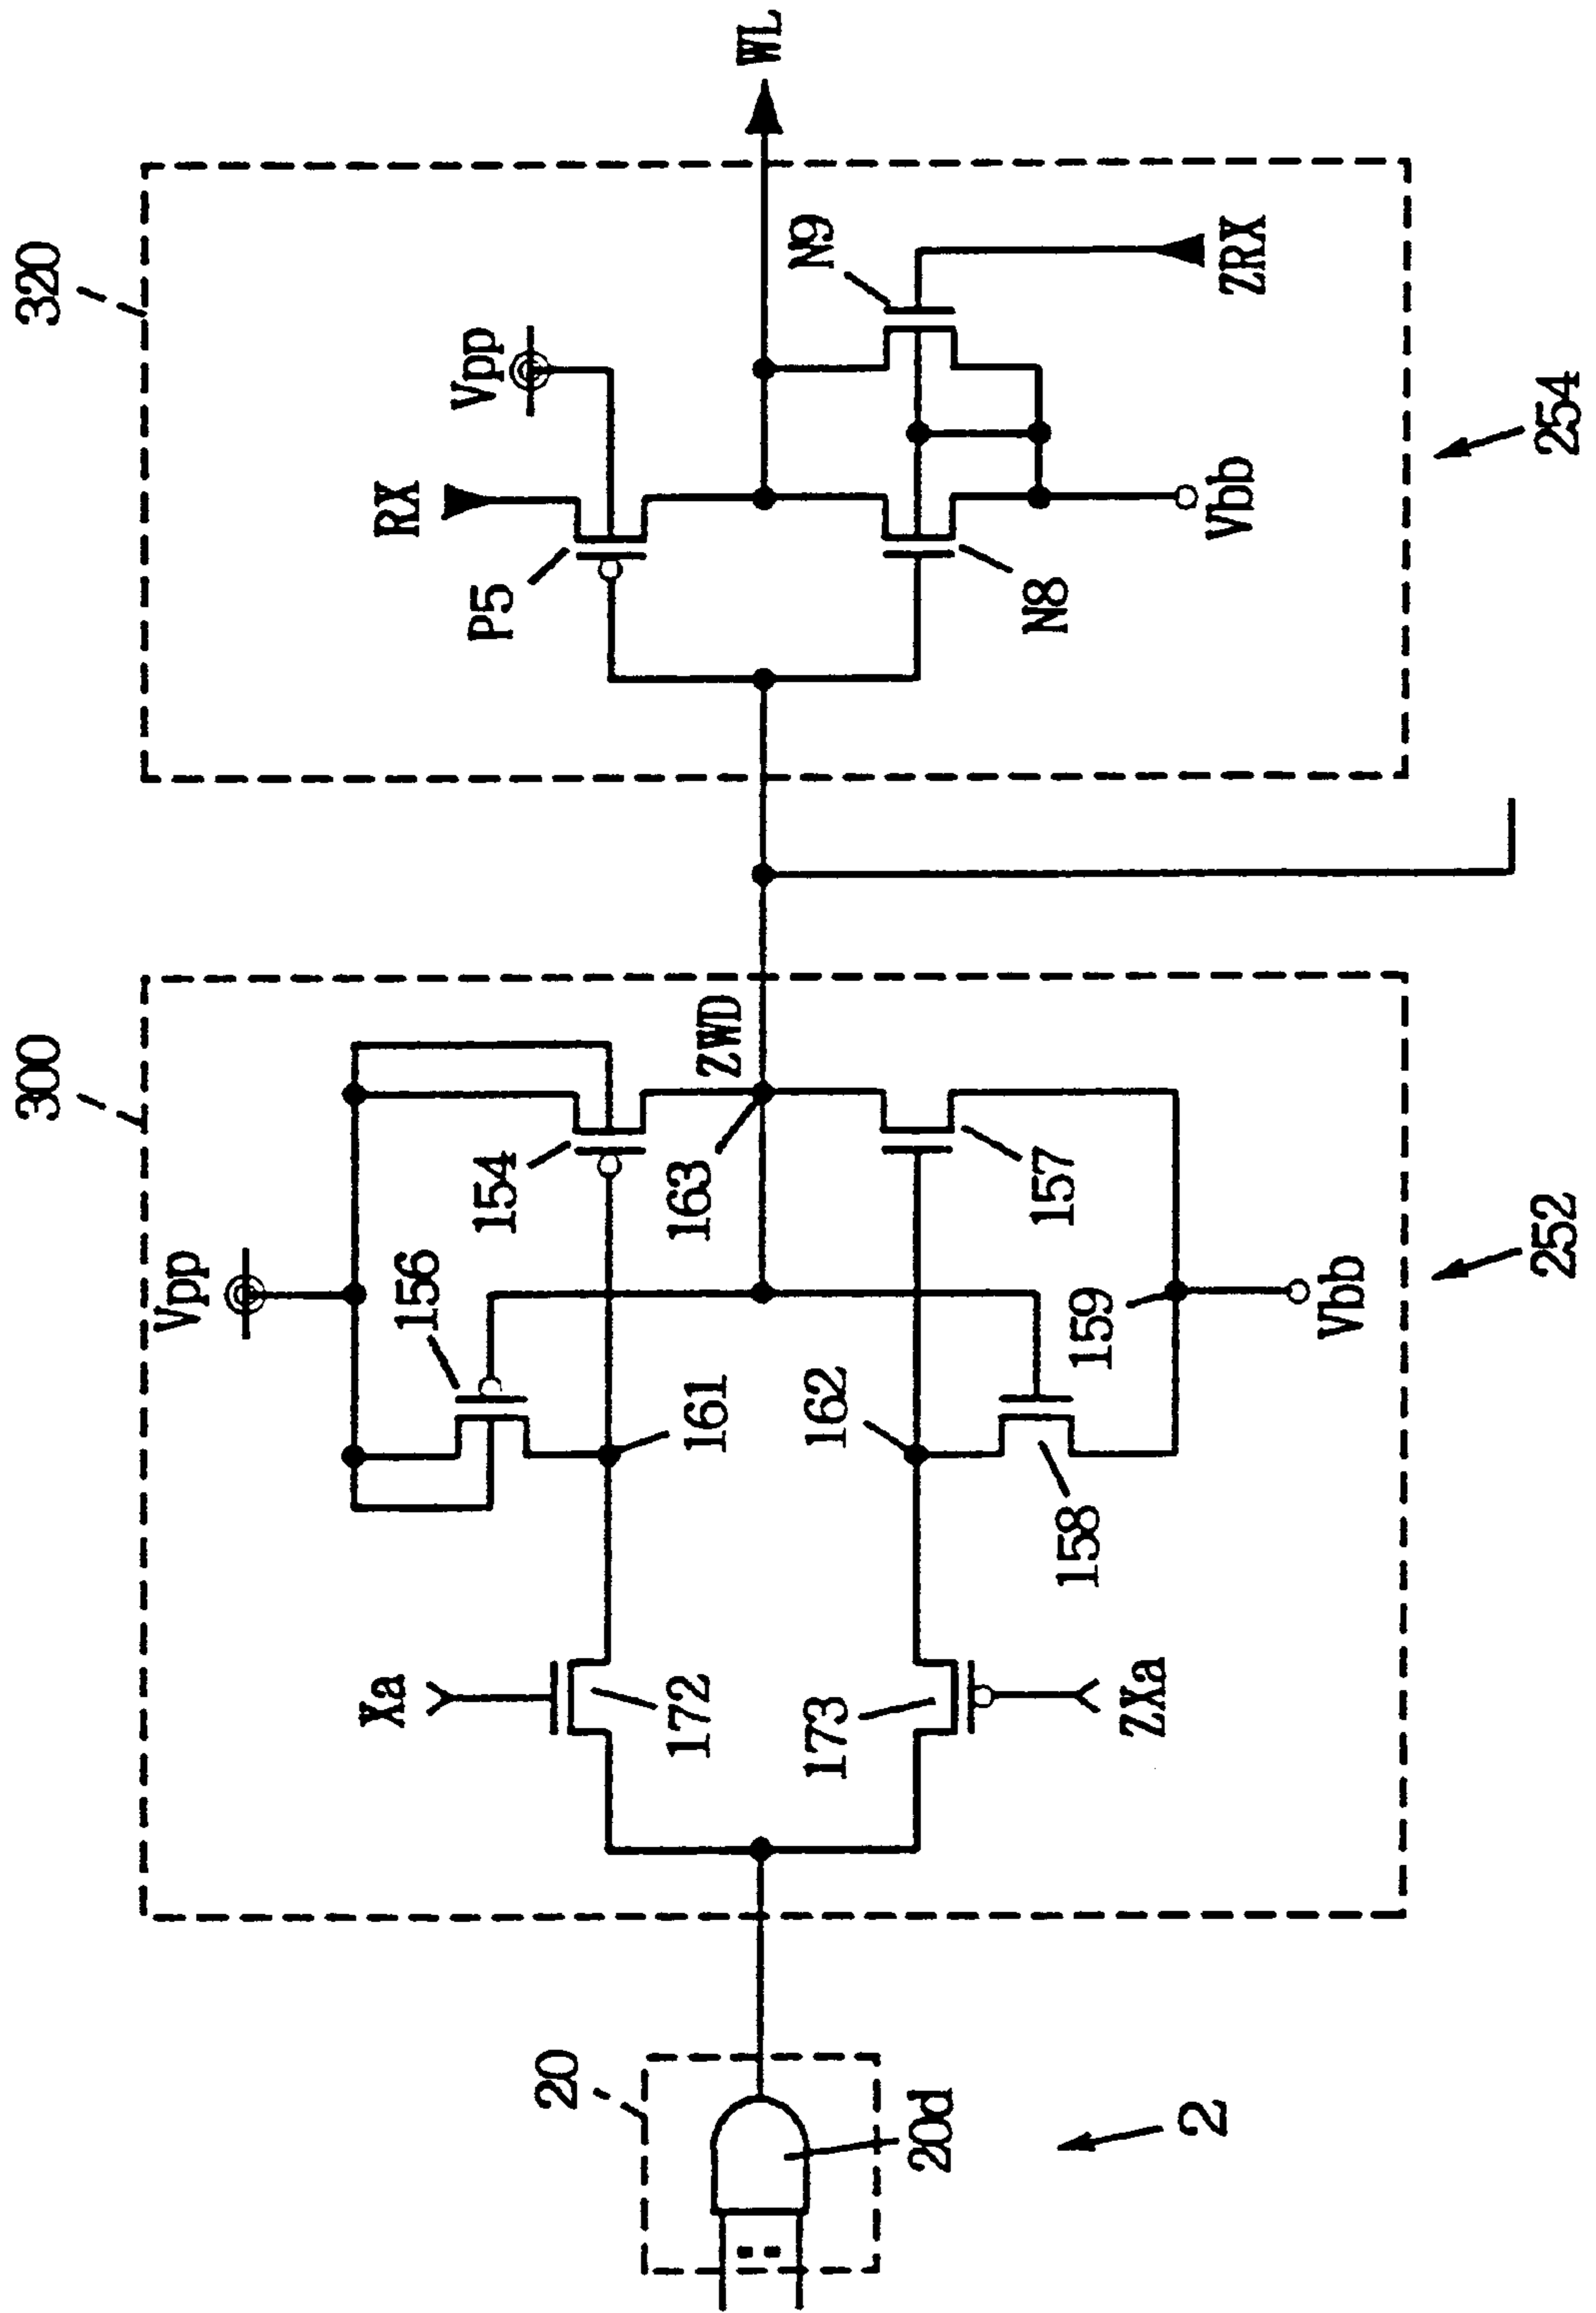 320
WL
N9
ZRX
Vpp
RX
P5
N8
Vbb
254
300
ZWD
154
163
157
Vpp
156
159
Vbb
252
161
162
158
Xa
172
173
ZXa
20
20d
2